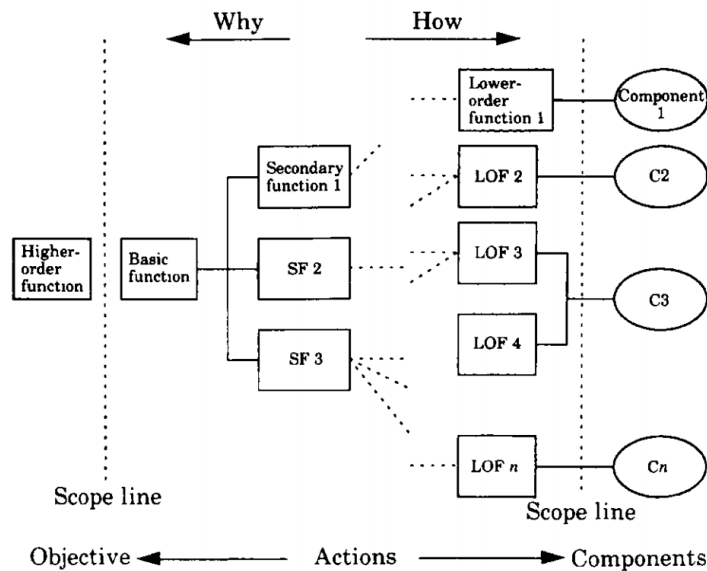 Why
How
Lower-
order
function 1
Component
1
Secondary
function 1
LOF 2
C2
Higher-
order
function
Basic
function
SF 2
LOF 3
C3
SF 3
LOF 4
LOF n
Cn
Scope line
Scope line
Objective
Actions
Components